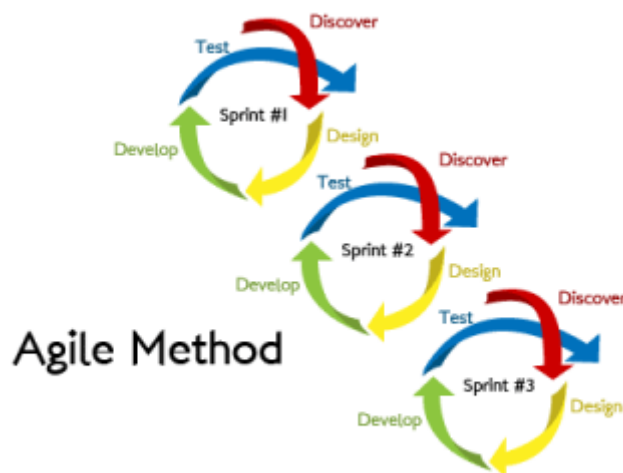 Discover
Test
Sprint #1
Design
Develop
Discover
Test
Sprint #2
Design
Develop
Discover
Test
Agile Method
Sprint #3
Design
Develop